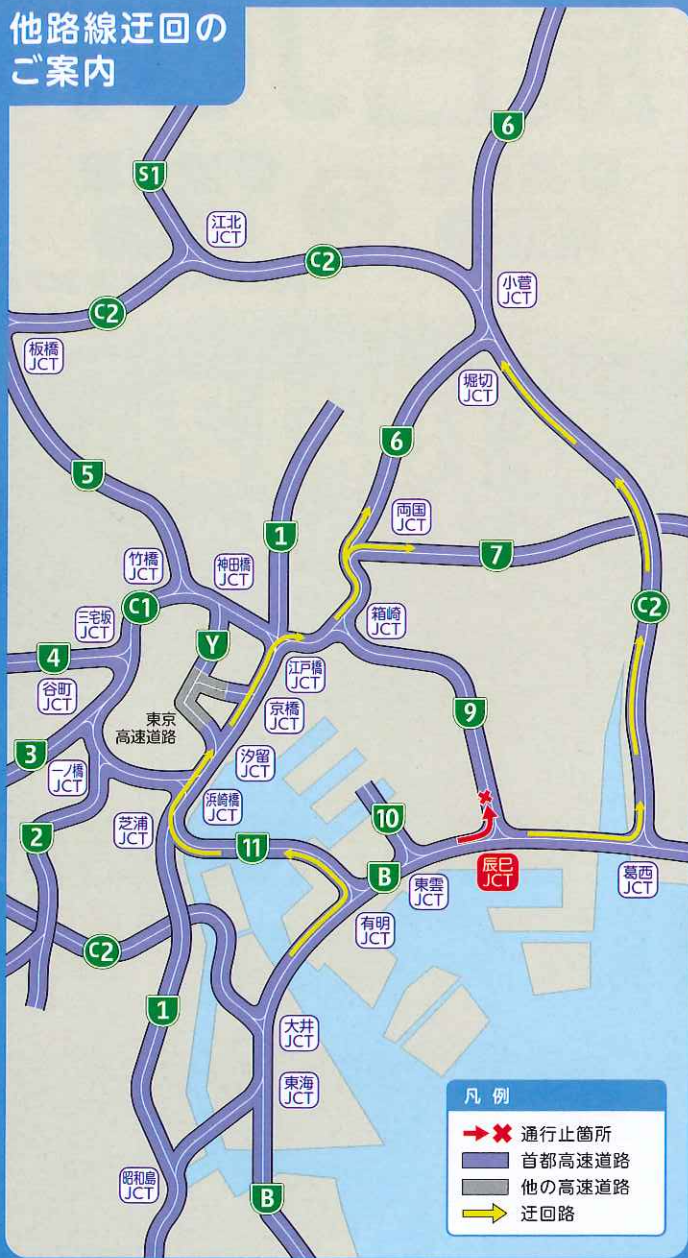 他路線迂回の
ご案内
6
S1
江北
JCT
C2
小菅
JCT
C2
板橋
JCT
堀切
JCT
6
5
両国
JCT
1
7
竹橋
JCT
神田橋
JCT
C1
C2
三宅坂
JCT
箱崎
JCT
Y
4
江戸橋
JCT
谷町
JCT
京橋
JCT
9
東京
高速道路
3
汐留
JCT
一ノ橋
JCT
浜崎橋
JCT
10
芝浦
JCT
2
11
B
辰巳
JCT
東雲
JCT
葛西
JCT
有明
JCT
C2
1
大井
JCT
東海
JCT
昭和島
JCT
B
凡例
通行止箇所
首都高速道路
他の高速道路
迂回路